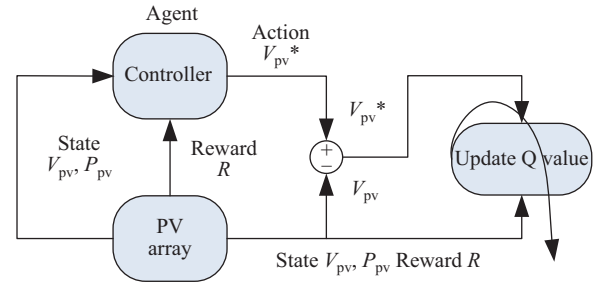 Agent
Action
V_pv*
Controller
V_pv*
State
V_pv, P_pv
Reward
R
+
−
Update Q value
V_pv
PV
array
State V_pv, P_pv Reward R